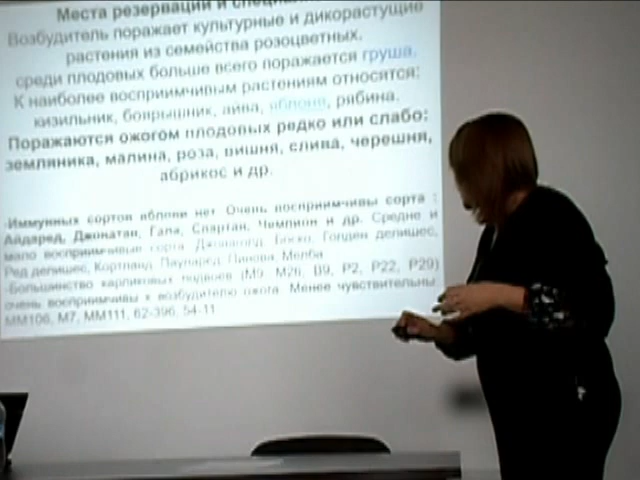 Места резервации и специал
Возбудитель поражает культурные и дикорастущие
растения из семейства розоцветных.
среди плодовых больше всего поражается груша.
К наиболее восприимчивым растениям относятся:
кизильник, боярышник, айва, яблоня, рябина.
Поражаются ожогом плодовых редко или слабо:
земляника, малина, роза, вишня, слива, черешня,
абрикос и др.
-Иммунных сортов яблони нет. Очень восприимчивы сорта :
Айдаред, Джонатан, Гала, Спартан, Чемпион и др. Средне и
мало восприимчивые сорта: Джонаголд, Голден делишес,
Ред делишес, Кортланд, Мелба
-Большинство карликовых подвоев (М9, М26, В9, Р2, Р22, Р29)
очень восприимчивы к возбудителю ожога. Менее чувствительны
ММ106, М7, ММ111, 62-396, 54-11